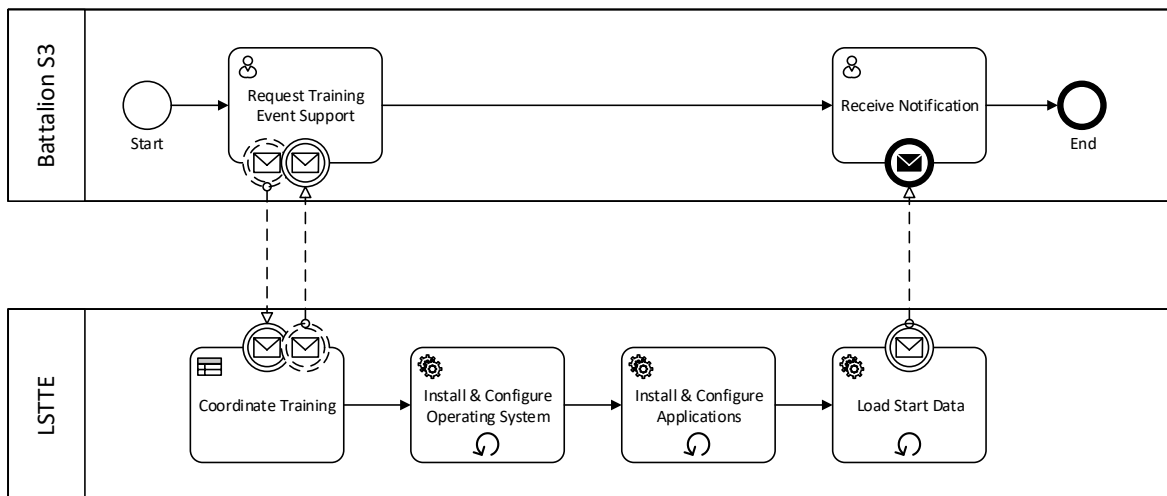 Battalion S3
Request Training
Event Support
Receive Notification
Start
End
LSTTE
Coordinate Training
Install & Configure
Operating System
Install & Configure
Applications
Load Start Data